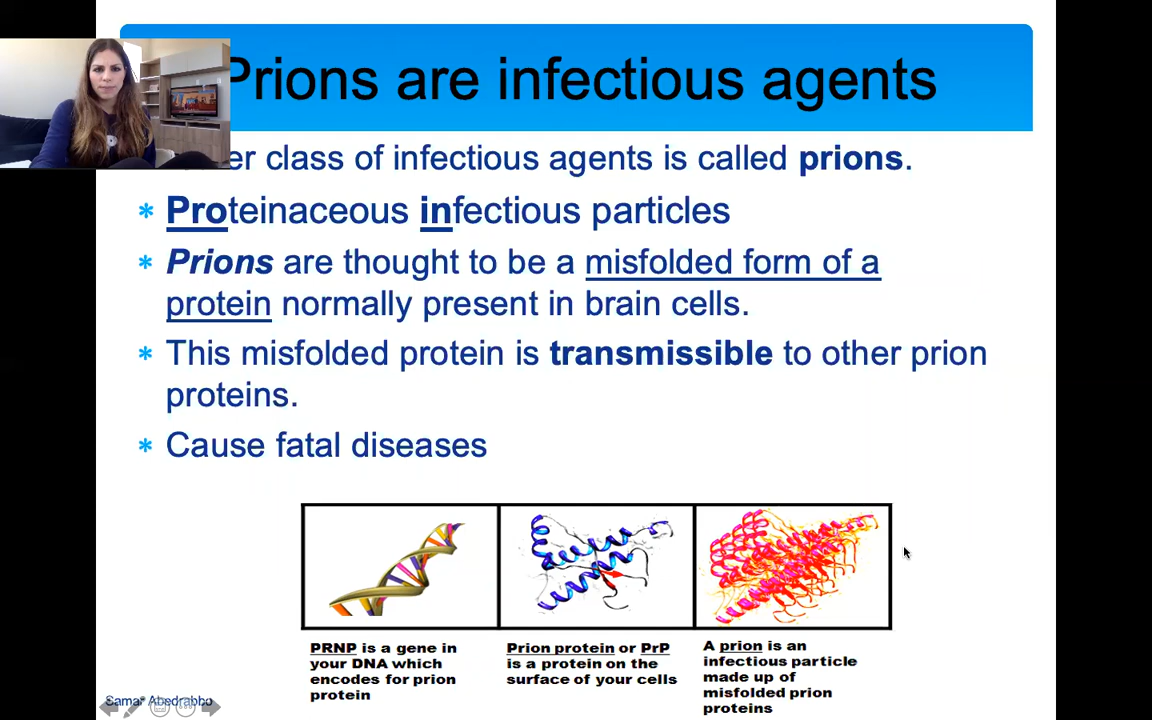 Prions are infectious agents
class of infectious agents is called prions.
* Proteinaceous infectious particles
* Prions are thought to be a misfolded form of a
protein normally present in brain cells.
* This misfolded protein is transmissible to other prion
proteins.
* Cause fatal diseases
PRNP is a gene in
your DNA which
encodes for prion
protein
Prion protein or PrP
is a protein on the
surface of your cells
A prion is an
infectious particle
made up of
misfolded prion
proteins
Samar Abedrabbo